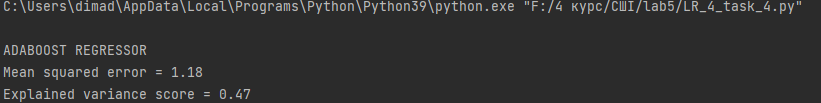 C:\Users\dimad\AppData\Local\Programs\Python\Python39\python.exe "F:/4 курс/СШІ/lab5/LR_4_task_4.py"
ADABOOST REGRESSOR
Mean squared error = 1.18
Explained variance score = 0.47